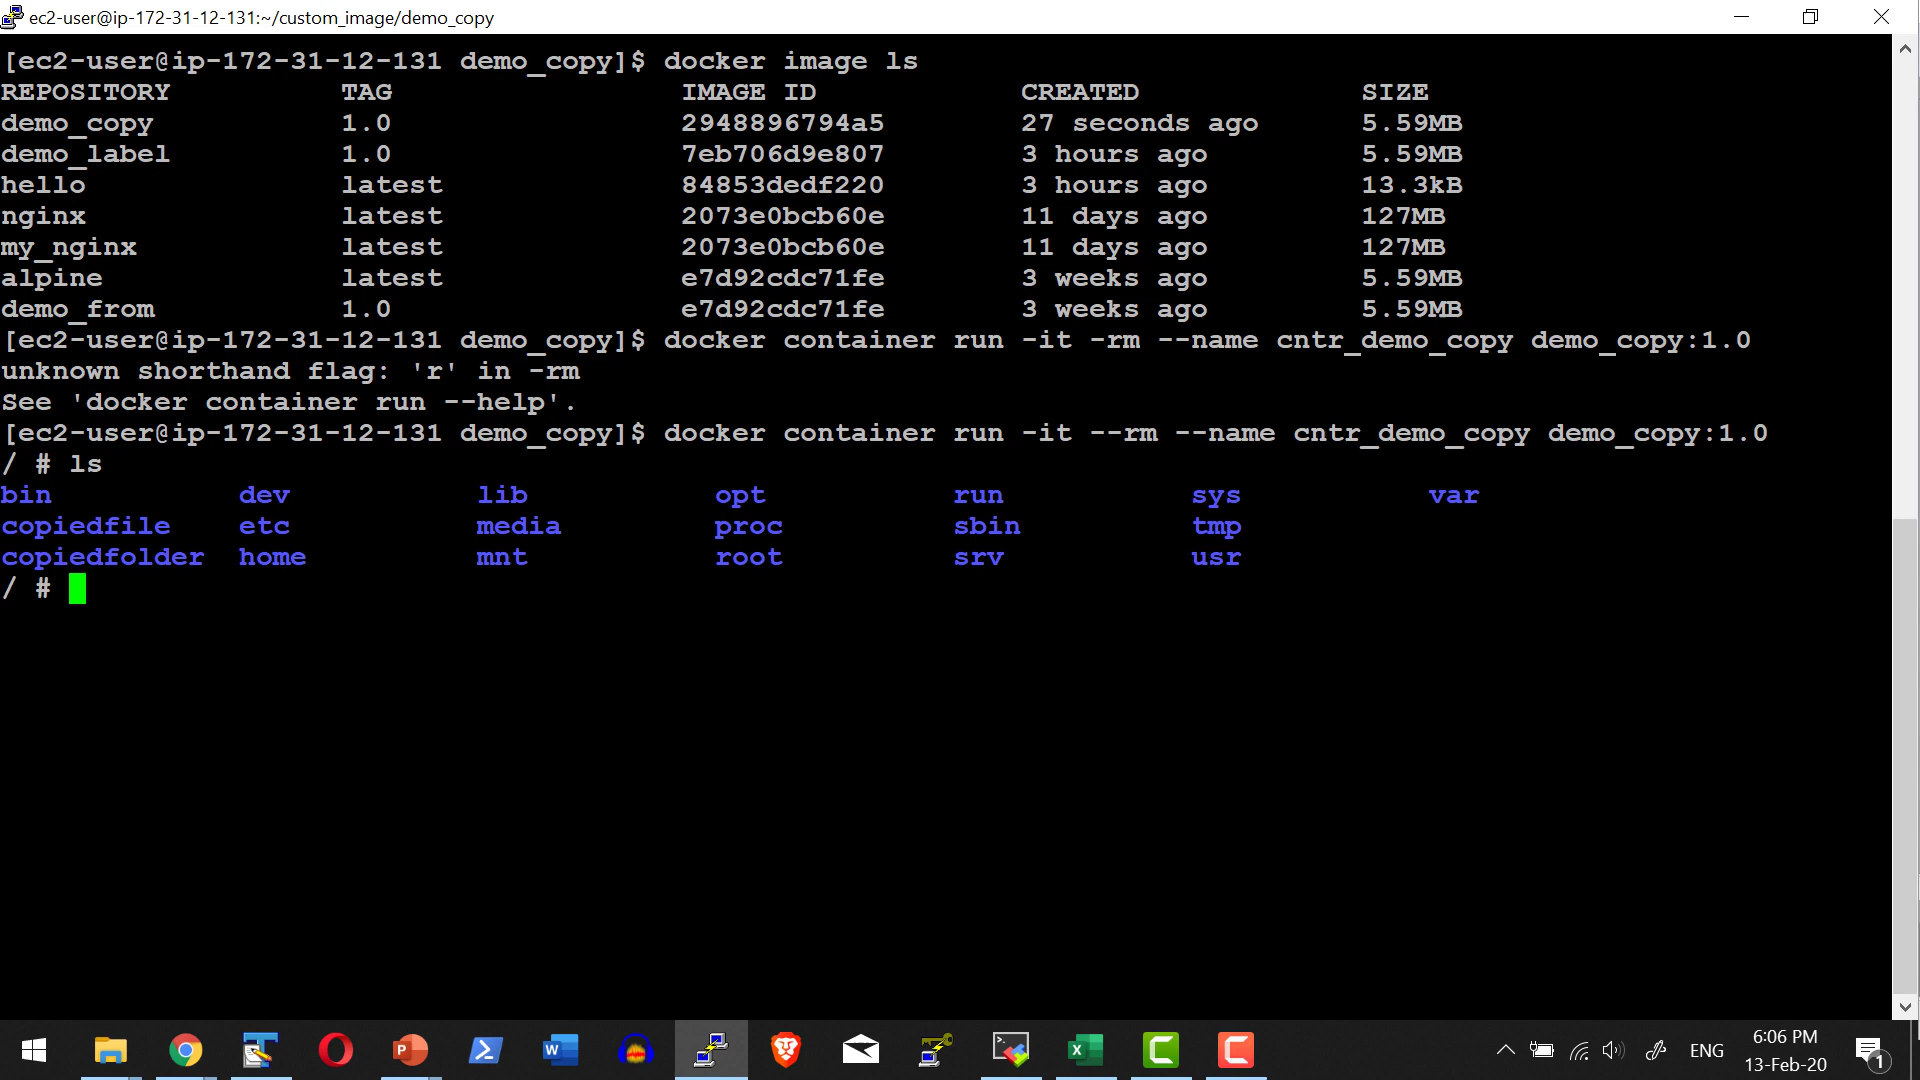 ec2-user@ip-172-31-12-131:~/custom_image/demo_copy
[ec2-user@ip-172-31-12-131 demo_copy]$ docker image ls
REPOSITORY TAG IMAGE ID CREATED SIZE
demo_copy 1.0 2948896794a5 27 seconds ago 5.59MB
demo_label 1.0 7eb706d9e807 3 hours ago 5.59MB
hello latest 84853dedf220 3 hours ago 13.3kB
nginx latest 2073e0bcb60e 11 days ago 127MB
my_nginx latest 2073e0bcb60e 11 days ago 127MB
alpine latest e7d92cdc71fe 3 weeks ago 5.59MB
demo_from 1.0 e7d92cdc71fe 3 weeks ago 5.59MB
[ec2-user@ip-172-31-12-131 demo_copy]$ docker container run -it -rm --name cntr_demo_copy demo_copy:1.0
unknown shorthand flag: 'r' in -rm
See 'docker container run --help'.
[ec2-user@ip-172-31-12-131 demo_copy]$ docker container run -it --rm --name cntr_demo_copy demo_copy:1.0
/ # ls
bin dev lib opt run sys var
copiedfile etc media proc sbin tmp
copiedfolder home mnt root srv usr
/ #
ENG
6:06 PM
13-Feb-20
1